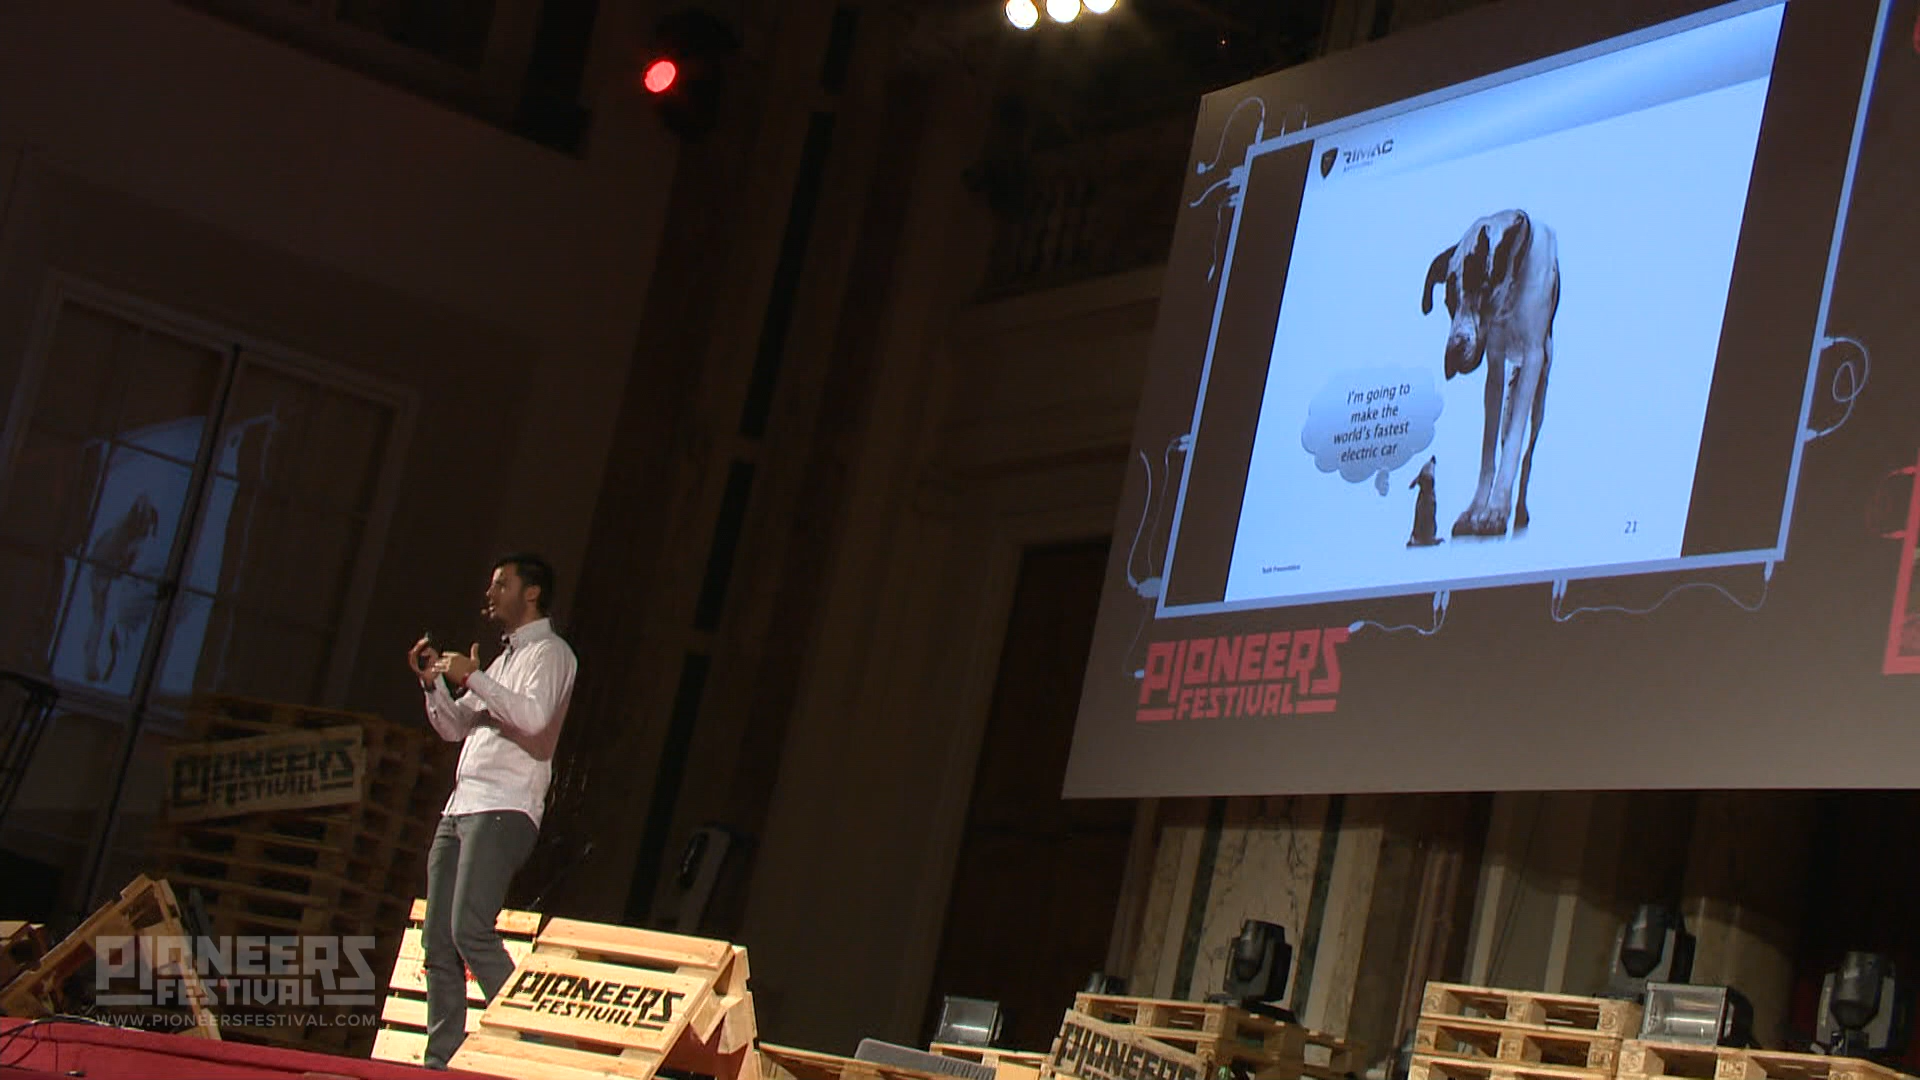 RIMAC
I'm going to
make the
world's fastest
electric car
21
PIONEERS
FESTIVAL
PIONEERS
FESTIVAL
PIONEERS
FESTIVAL
WWW.PIONEERSFESTIVAL.COM
PIONEERS
FESTIVAL
PIONEERS